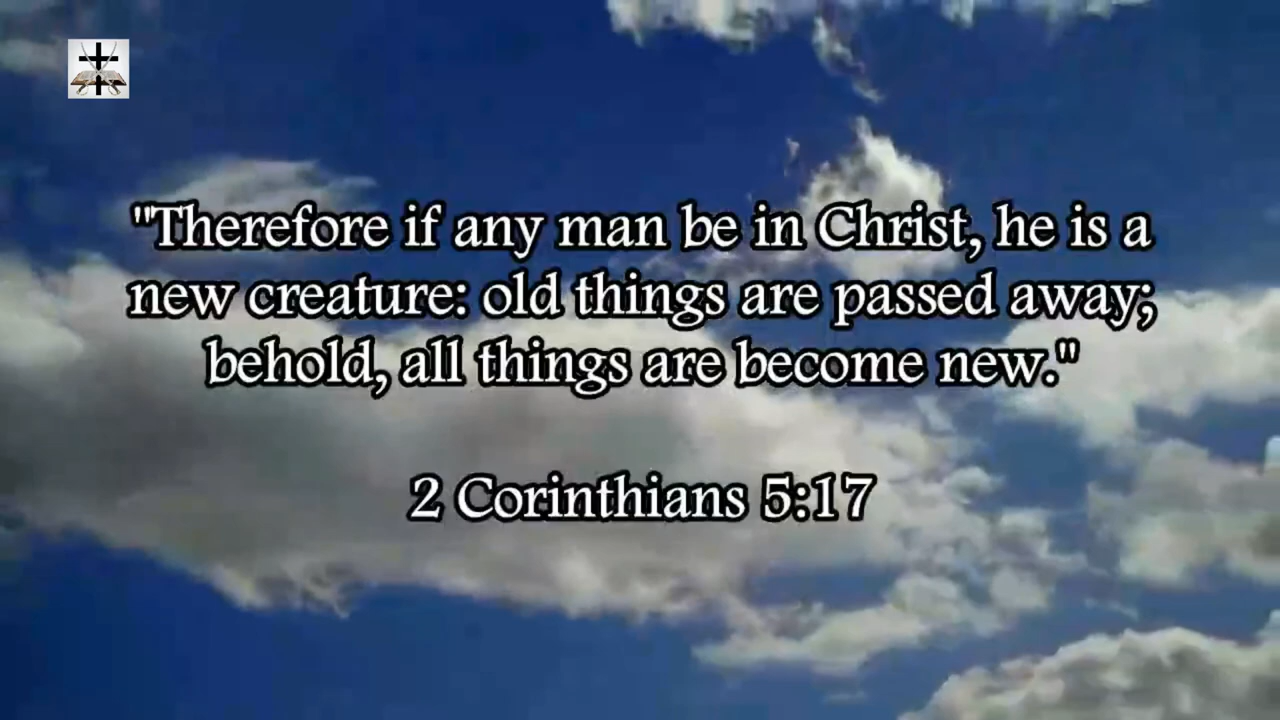 "Therefore if any man be in Christ, he is a
new creature: old things are passed away;
behold, all things are become new."
2 Corinthians 5:17